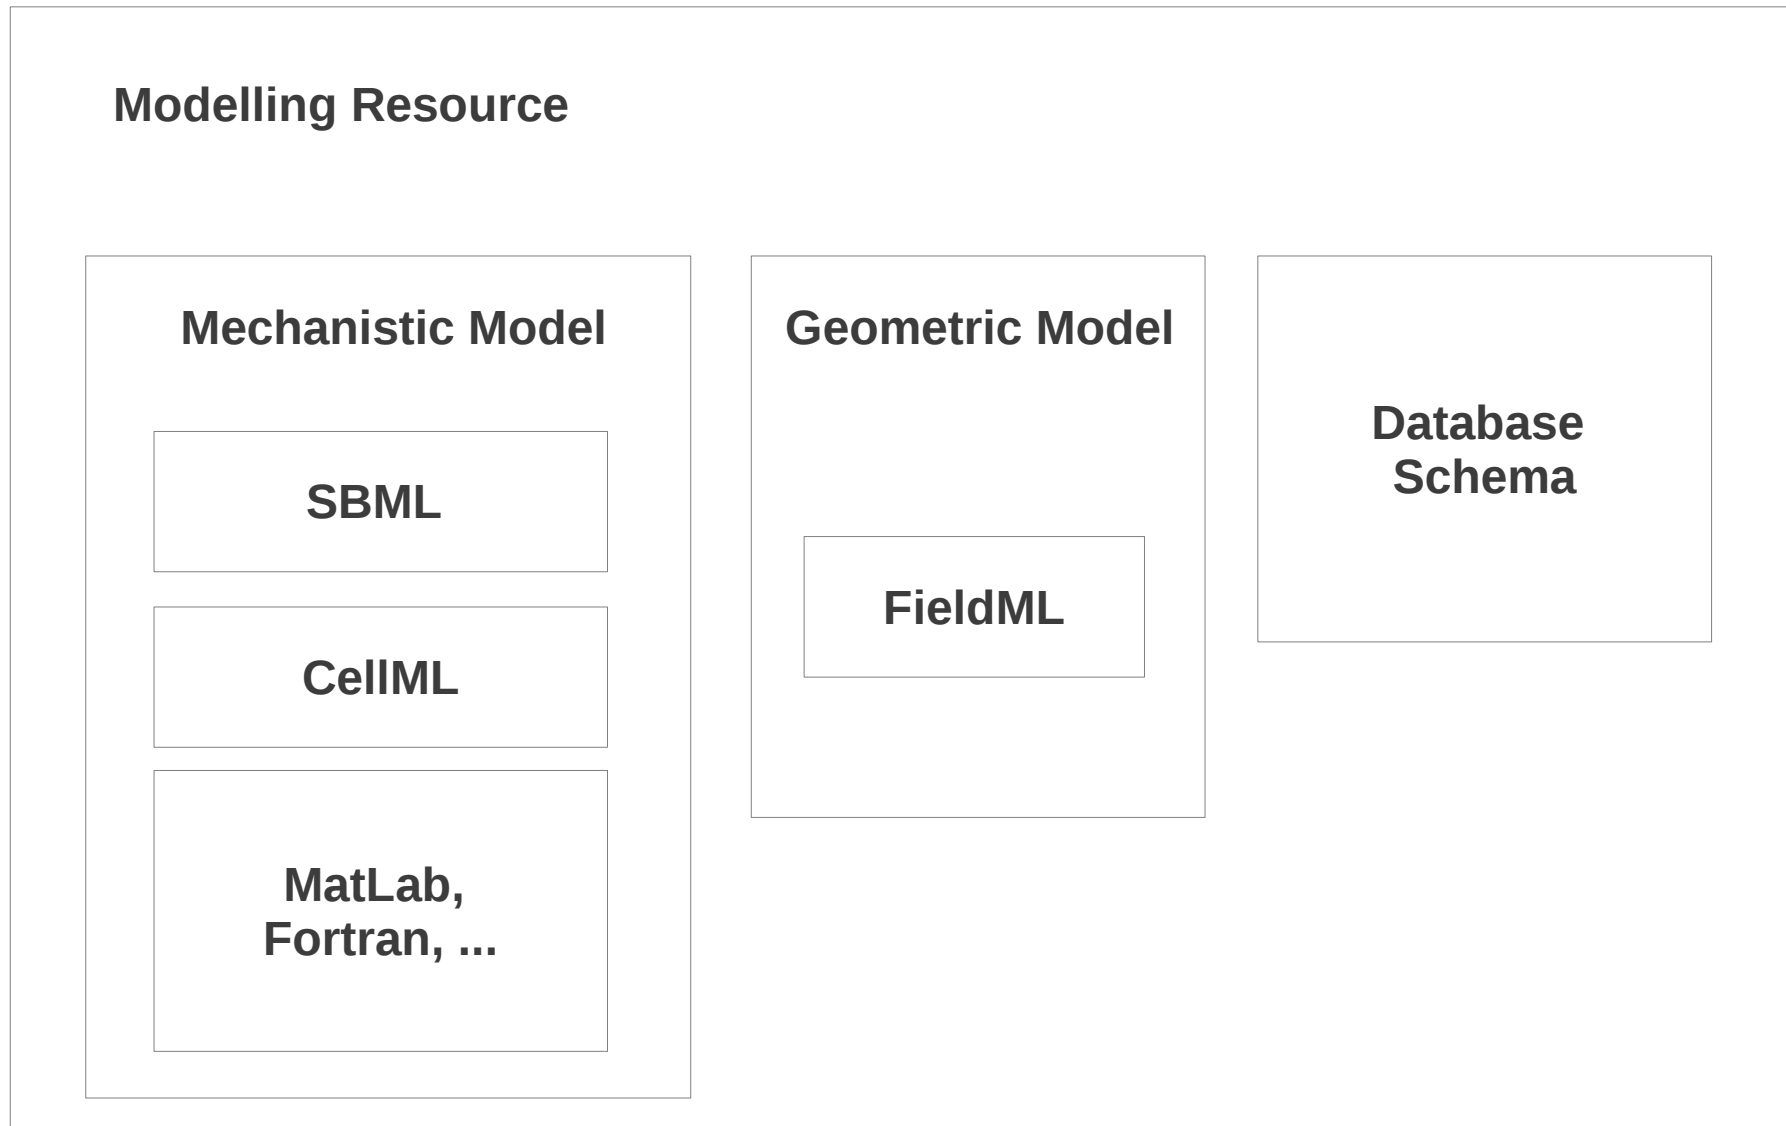 Modelling Resource
Mechanistic Model
SBML
CellML
MatLab,
Fortran, ...
Geometric Model
FieldML
Database
Schema